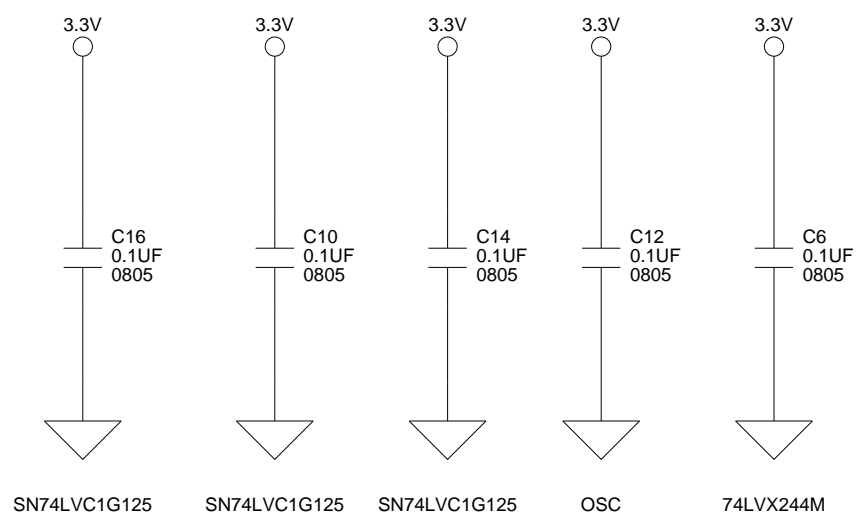 3.3V 3.3V 3.3V 3.3V 3.3V
C16 C10 C14 C12 C6
0.1UF 0.1UF 0.1UF 0.1UF 0.1UF
0805 0805 0805 0805 0805
SN74LVC1G125 SN74LVC1G125 SN74LVC1G125 OSC 74LVX244M